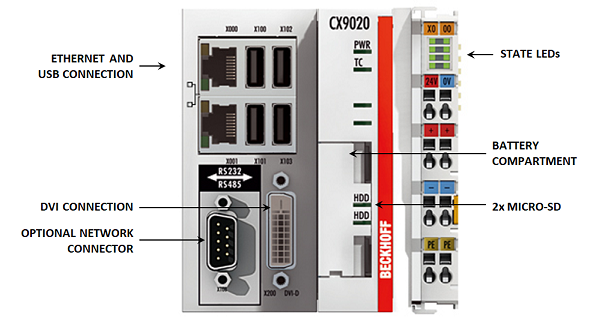 X000 X100 X102
CX9020
X0 00
ETHERNET AND
USB CONNECTION
PWR
TC
STATE LEDs
24V 0V
+ +
BATTERY
COMPARTMENT
X001 X101 X103
RS232
RS485
DVI CONNECTION
HDD
HDD
2x MICRO-SD
OPTIONAL NETWORK
CONNECTOR
BECKHOFF
PE PE
X200 DVI-D